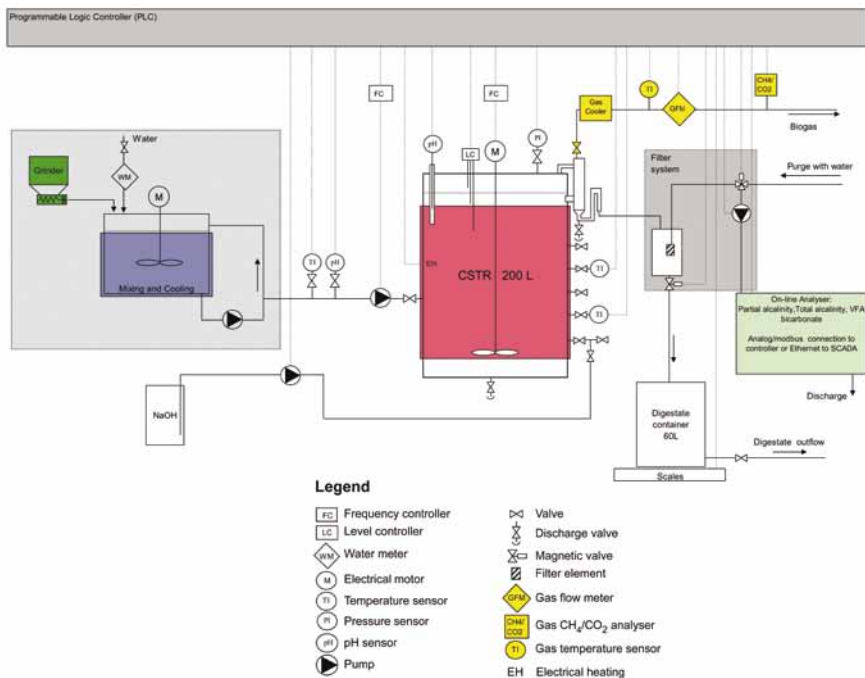 Programmable Logic Controller (PLC)
FC
FC
Gas
Cooler
TI
GFM
CH4/
CO2
Biogas
Water
Grinder
WM
M
Mixing and Cooling
TI
pH
pH
LC
M
PI
EH
CSTR 200 L
TI
TI
Filter
system
Purge with water
On-line Analyser:
Partial alcalinity,Total alcalinity, VFA
bicarbonate
Analog/modbus connection to
controller or Ethernet to SCADA
Discharge
NaOH
Digestate
container
60L
Digestate outflow
Scales
Legend
FC Frequency controller
LC Level controller
WM Water meter
M Electrical motor
TI Temperature sensor
PI Pressure sensor
pH pH sensor
Pump
Valve
Discharge valve
Magnetic valve
Filter element
GFM Gas flow meter
CH4/
CO2 Gas CH₄/CO₂ analyser
TI Gas temperature sensor
EH Electrical heating